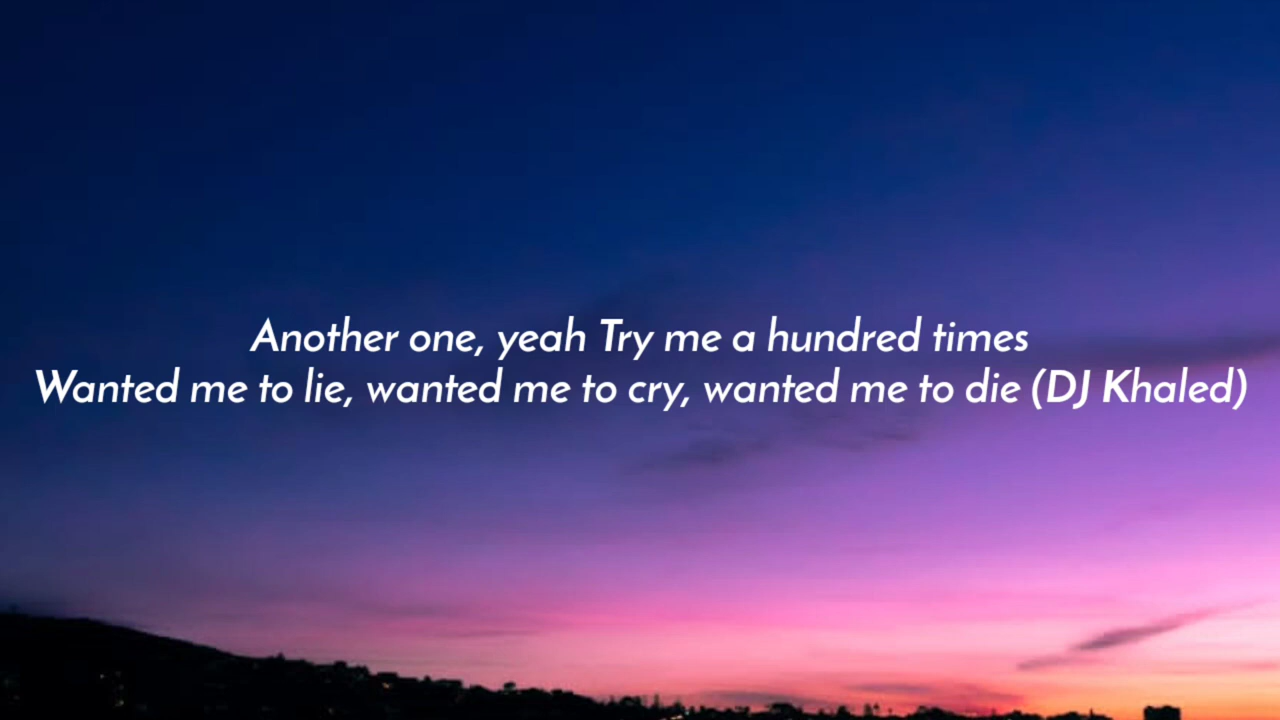 Another one, yeah Try me a hundred times
Wanted me to lie, wanted me to cry, wanted me to die (DJ Khaled)